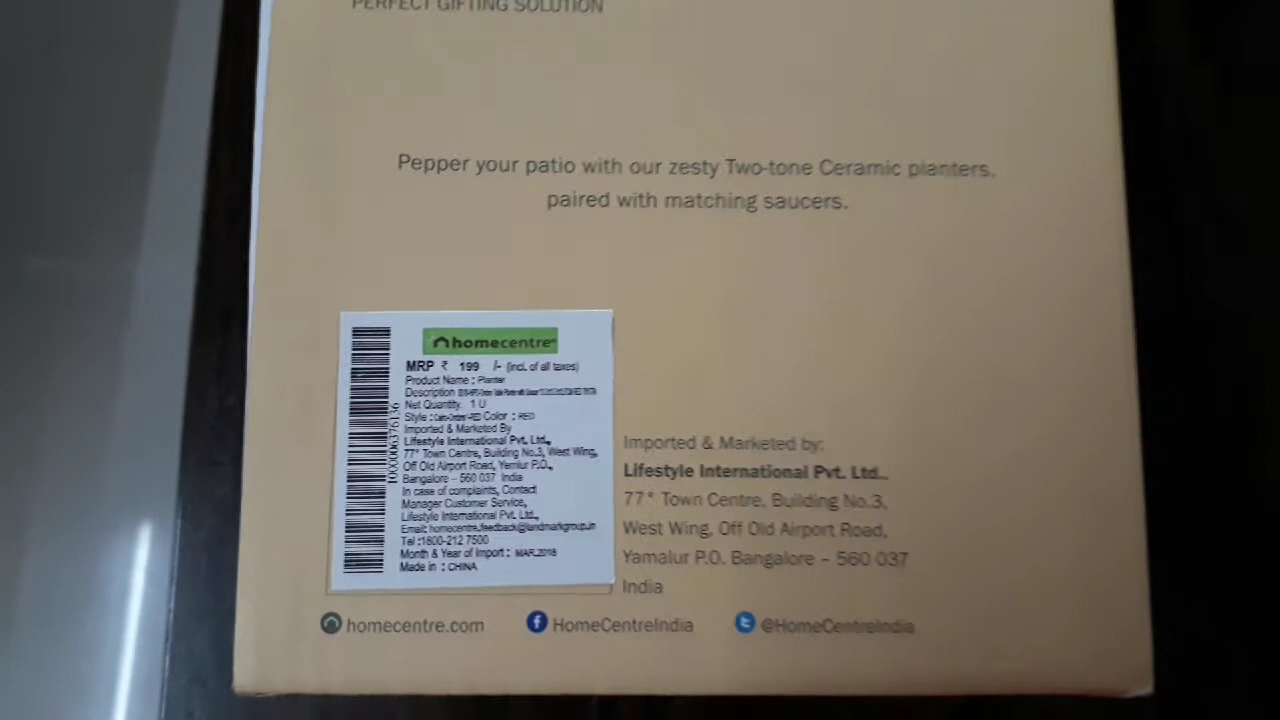 PERFECT GIFTING SOLUTION
Pepper your patio with our zesty Two-tone Ceramic planters,
paired with matching saucers.
homecentre
MRP ₹ 199 /- (incl. of all taxes)
Product Name : Planter
Description
Net Quantity. 1 U
Style : Color : RED
Imported & Marketed By
Lifestyle International Pvt. Ltd.,
77° Town Centre, Building No.3, West Wing,
Off Old Airport Road, Yemlur P.O.,
Bangalore – 560 037 India
In case of complaints, Contact
Manager Customer Service,
Lifestyle International Pvt. Ltd.,
Email: homecentre.feedback@landmarkgroup.in
Tel :1800-212 7500
Month & Year of Import : MAR.2018
Made in : CHINA
Imported & Marketed by:
Lifestyle International Pvt. Ltd.,
77° Town Centre, Building No.3,
West Wing, Off Old Airport Road,
Yamalur P.O. Bangalore – 560 037
India
homecentre.com HomeCentreIndia @HomeCentreIndia